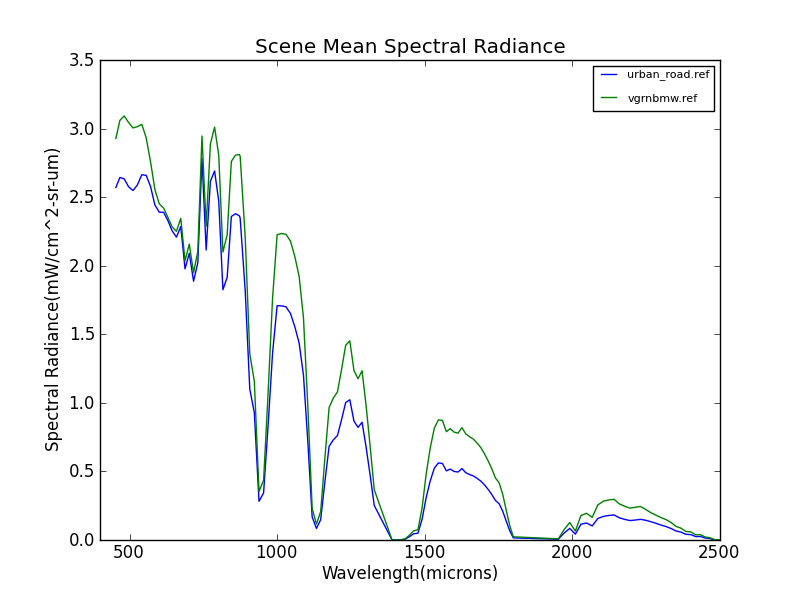 Scene Mean Spectral Radiance
urban_road.ref
vgrnbmw.ref
Spectral Radiance(mW/cm^2-sr-um)
3.5
3.0
2.5
2.0
1.5
1.0
0.5
0.0
500 1000 1500 2000 2500
Wavelength(microns)